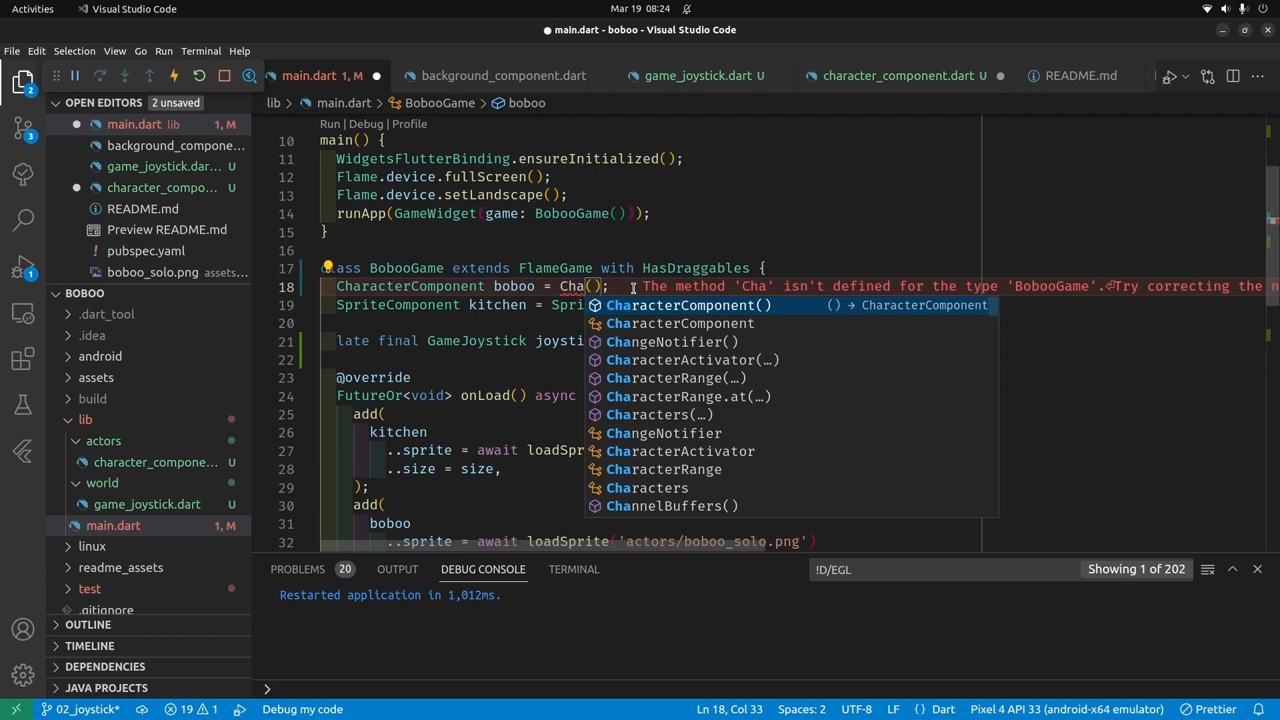 Activities
Visual Studio Code
Mar 19 08:24
main.dart - boboo - Visual Studio Code
File Edit Selection View Go Run Terminal Help
main.dart 1, M
background_component.dart
game_joystick.dart U
character_component.dart U
README.md
OPEN EDITORS 2 unsaved
main.dart lib 1, M
background_compone...
game_joystick.dar... U
character_compo... U
README.md
Preview README.md
pubspec.yaml
boboo_solo.png assets...
BOBOO
.dart_tool
.idea
android
assets
build
lib
actors
character_compone... U
world
game_joystick.dart U
main.dart 1, M
linux
readme_assets
test
.gitignore
OUTLINE
TIMELINE
DEPENDENCIES
JAVA PROJECTS
2
3
1
lib > main.dart > BobooGame > boboo
Run | Debug | Profile
10 main() {
11 WidgetsFlutterBinding.ensureInitialized();
12 Flame.device.fullScreen();
13 Flame.device.setLandscape();
14 runApp(GameWidget(game: BobooGame()));
15 }
16
17 class BobooGame extends FlameGame with HasDraggables {
18 CharacterComponent boboo = Cha(); The method 'Cha' isn't defined for the type 'BobooGame'.⏎Try correcting the n
19 SpriteComponent kitchen = Spri
20
21 late final GameJoystick joysti
22
23 @override
24 FutureOr<void> onLoad() async
25 add(
26 kitchen
27 ..sprite = await loadSpr
28 ..size = size,
29 );
30 add(
31 boboo
32 ..sprite = await loadSprite('actors/boboo_solo.png')
CharacterComponent() () → CharacterComponent
CharacterComponent
ChangeNotifier()
CharacterActivator(…)
CharacterRange(…)
CharacterRange.at(…)
Characters(…)
ChangeNotifier
CharacterActivator
CharacterRange
Characters
ChannelBuffers()
PROBLEMS 20 OUTPUT DEBUG CONSOLE TERMINAL
!D/EGL
Showing 1 of 202
Restarted application in 1,012ms.
>
02_joystick*
19 1
Debug my code
Ln 18, Col 33
Spaces: 2
UTF-8
LF
{ } Dart
Pixel 4 API 33 (android-x64 emulator)
Prettier